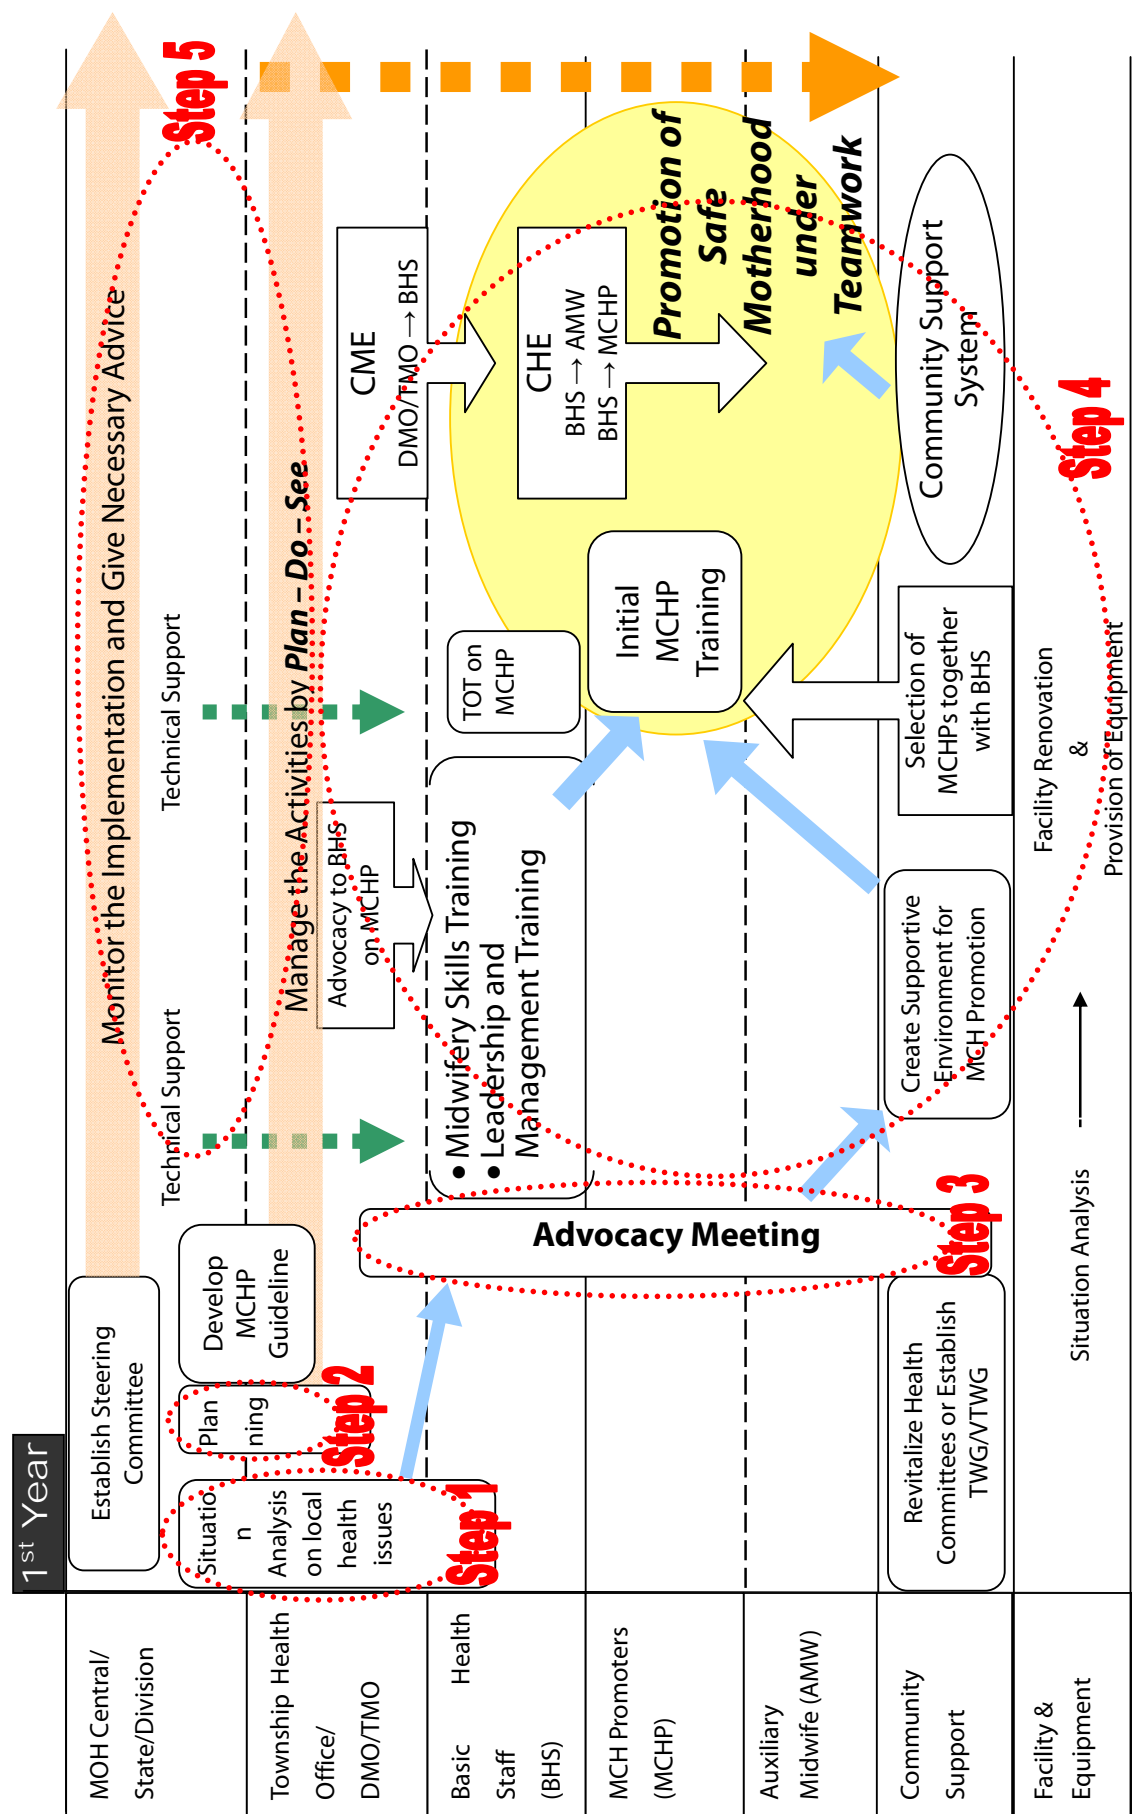 1st Year
MOH Central/
State/Division
Establish Steering
Committee
Monitor the Implementation and Give Necessary Advice
Technical Support
Technical Support
Step 5
Township Health
Office/
DMO/TMO
Situatio
n
Analysis
on local
health
issues
Step 1
Plan
ning
Step 2
Develop
MCHP
Guideline
Manage the Activities by Plan – Do – See
Advocacy to BHS
on MCHP
CME
DMO/TMO → BHS
Basic Health
Staff
(BHS)
• Midwifery Skills Training
• Leadership and
Management Training
TOT on
MCHP
CHE
BHS → AMW
BHS → MCHP
MCH Promoters
(MCHP)
Advocacy Meeting
Step 3
Initial
MCHP
Training
Promotion of
Safe
Motherhood
under
Teamwork
Auxiliary
Midwife (AMW)
Community
Support
Revitalize Health
Committees or Establish
TWG/VTWG
Create Supportive
Environment for
MCH Promotion
Selection of
MCHPs together
with BHS
Community Support
System
Step 4
Facility &
Equipment
Situation Analysis
Facility Renovation
&
Provision of Equipment